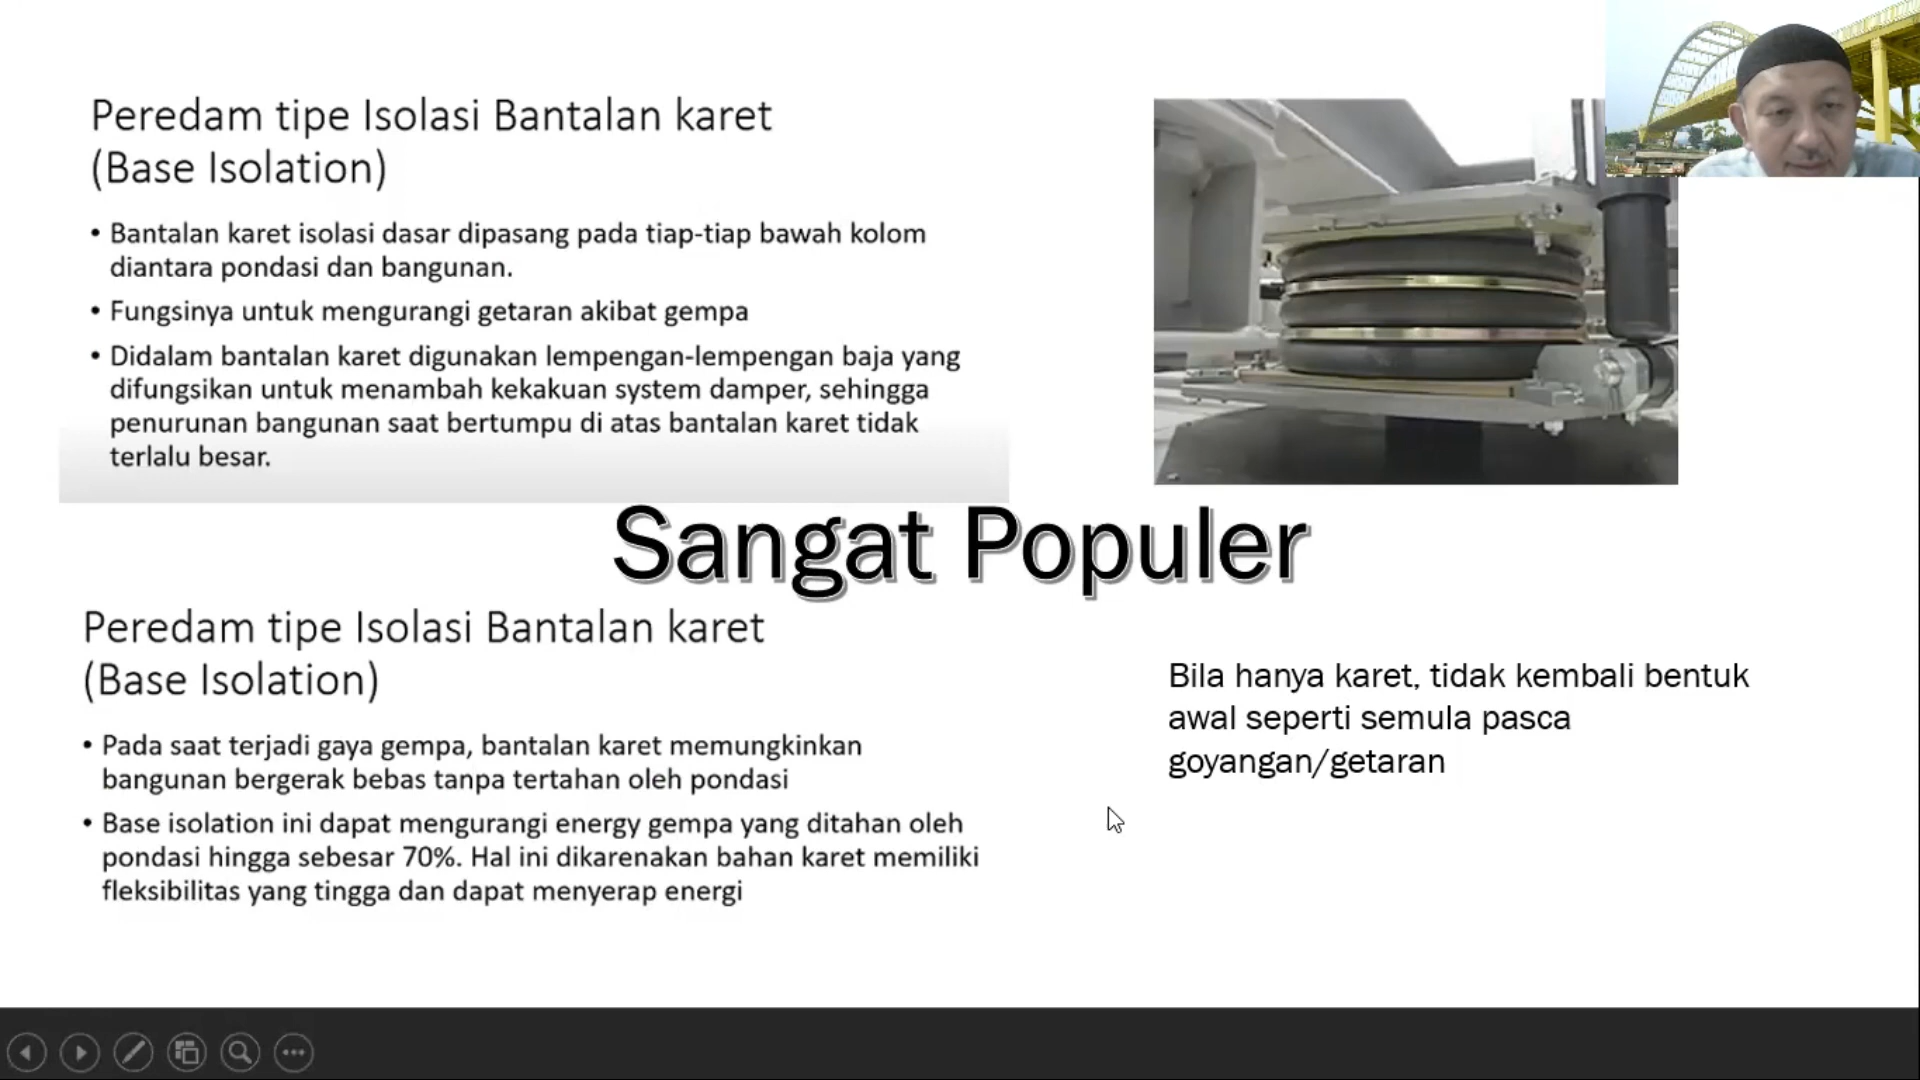 Peredam tipe Isolasi Bantalan karet
(Base Isolation)
• Bantalan karet isolasi dasar dipasang pada tiap-tiap bawah kolom
diantara pondasi dan bangunan.
• Fungsinya untuk mengurangi getaran akibat gempa
• Didalam bantalan karet digunakan lempengan-lempengan baja yang
difungsikan untuk menambah kekakuan system damper, sehingga
penurunan bangunan saat bertumpu di atas bantalan karet tidak
terlalu besar.
Sangat Populer
Peredam tipe Isolasi Bantalan karet
(Base Isolation)
• Pada saat terjadi gaya gempa, bantalan karet memungkinkan
bangunan bergerak bebas tanpa tertahan oleh pondasi
• Base isolation ini dapat mengurangi energy gempa yang ditahan oleh
pondasi hingga sebesar 70%. Hal ini dikarenakan bahan karet memiliki
fleksibilitas yang tingga dan dapat menyerap energi
Bila hanya karet, tidak kembali bentuk
awal seperti semula pasca
goyangan/getaran